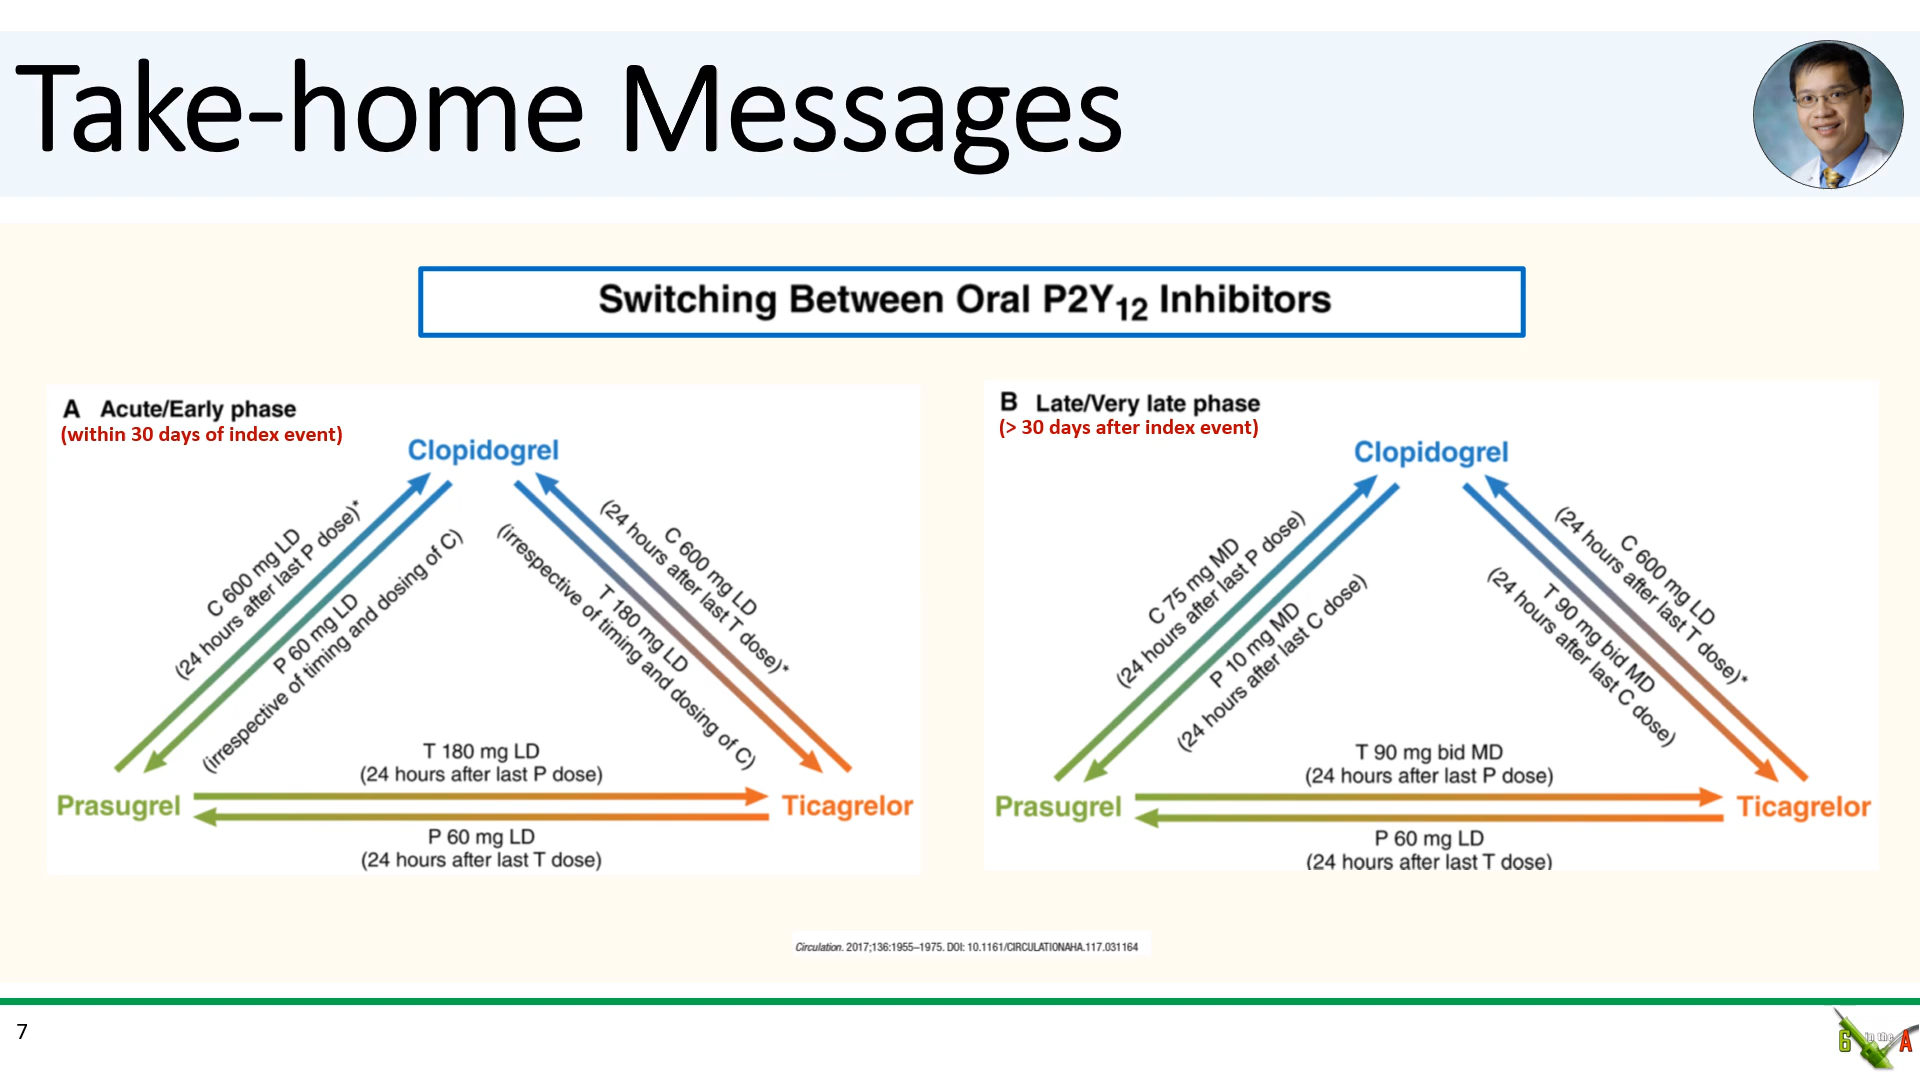 Take-home Messages
Switching Between Oral P2Y12 Inhibitors
A Acute/Early phase
(within 30 days of index event)
Clopidogrel
C 600 mg LD
(24 hours after last P dose)*
P 60 mg LD
(irrespective of timing and dosing of C)
C 600 mg LD
(24 hours after last T dose)*
T 180 mg LD
(irrespective of timing and dosing of C)
T 180 mg LD
(24 hours after last P dose)
Prasugrel
Ticagrelor
P 60 mg LD
(24 hours after last T dose)
B Late/Very late phase
(> 30 days after index event)
Clopidogrel
C 75 mg MD
(24 hours after last P dose)
P 10 mg MD
(24 hours after last C dose)
C 600 mg LD
(24 hours after last T dose)*
T 90 mg bid MD
(24 hours after last C dose)
T 90 mg bid MD
(24 hours after last P dose)
Prasugrel
Ticagrelor
P 60 mg LD
(24 hours after last T dose)
Circulation. 2017;136:1955–1975. DOI: 10.1161/CIRCULATIONAHA.117.031164
7
6 in the A